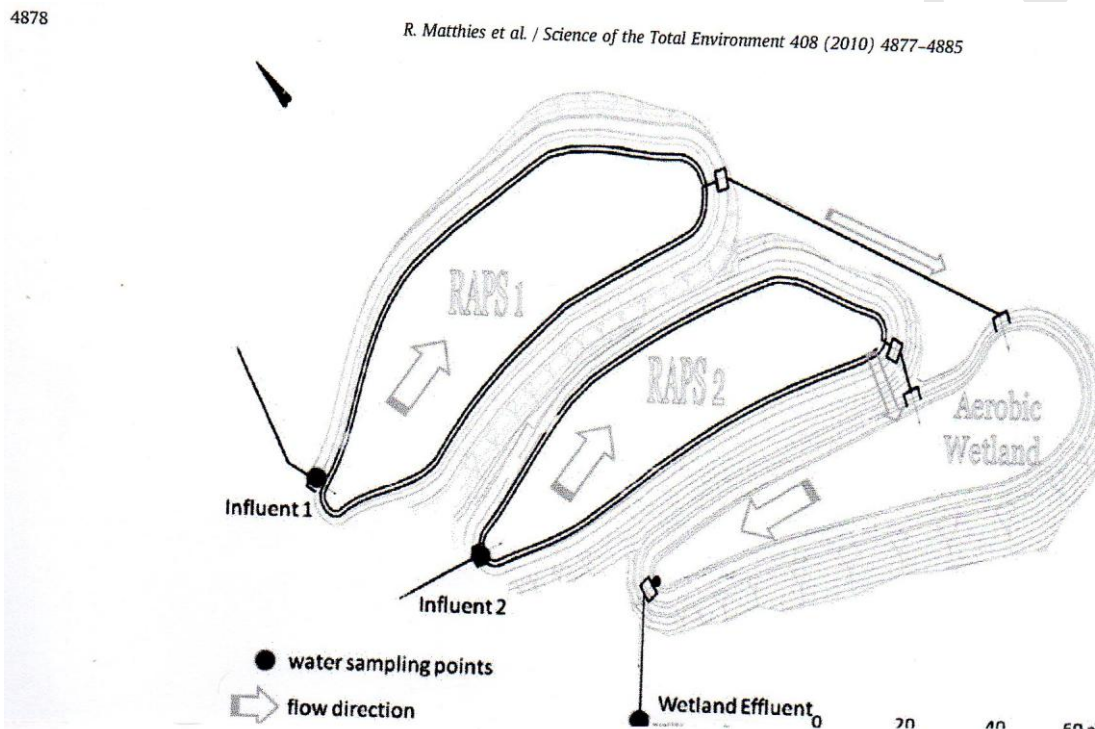 4878
R. Matthies et al. / Science of the Total Environment 408 (2010) 4877–4885
RAPS 1
RAPS 2
Aerobic
Wetland
Influent 1
Influent 2
water sampling points
flow direction
Wetland Effluent
0 20 40